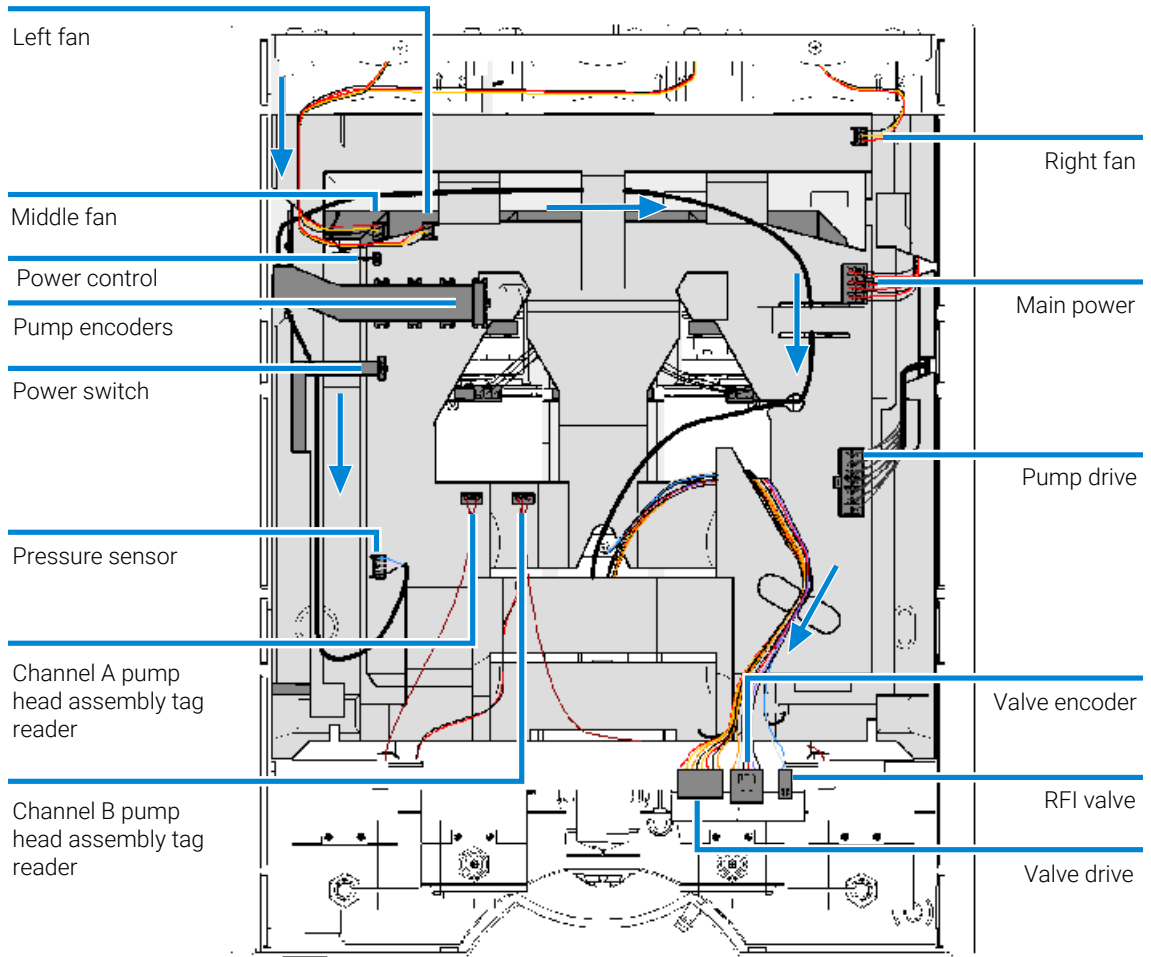 Left fan
Middle fan
Power control
Pump encoders
Power switch
Pressure sensor
Channel A pump
head assembly tag
reader
Channel B pump
head assembly tag
reader
Right fan
Main power
Pump drive
Valve encoder
RFI valve
Valve drive